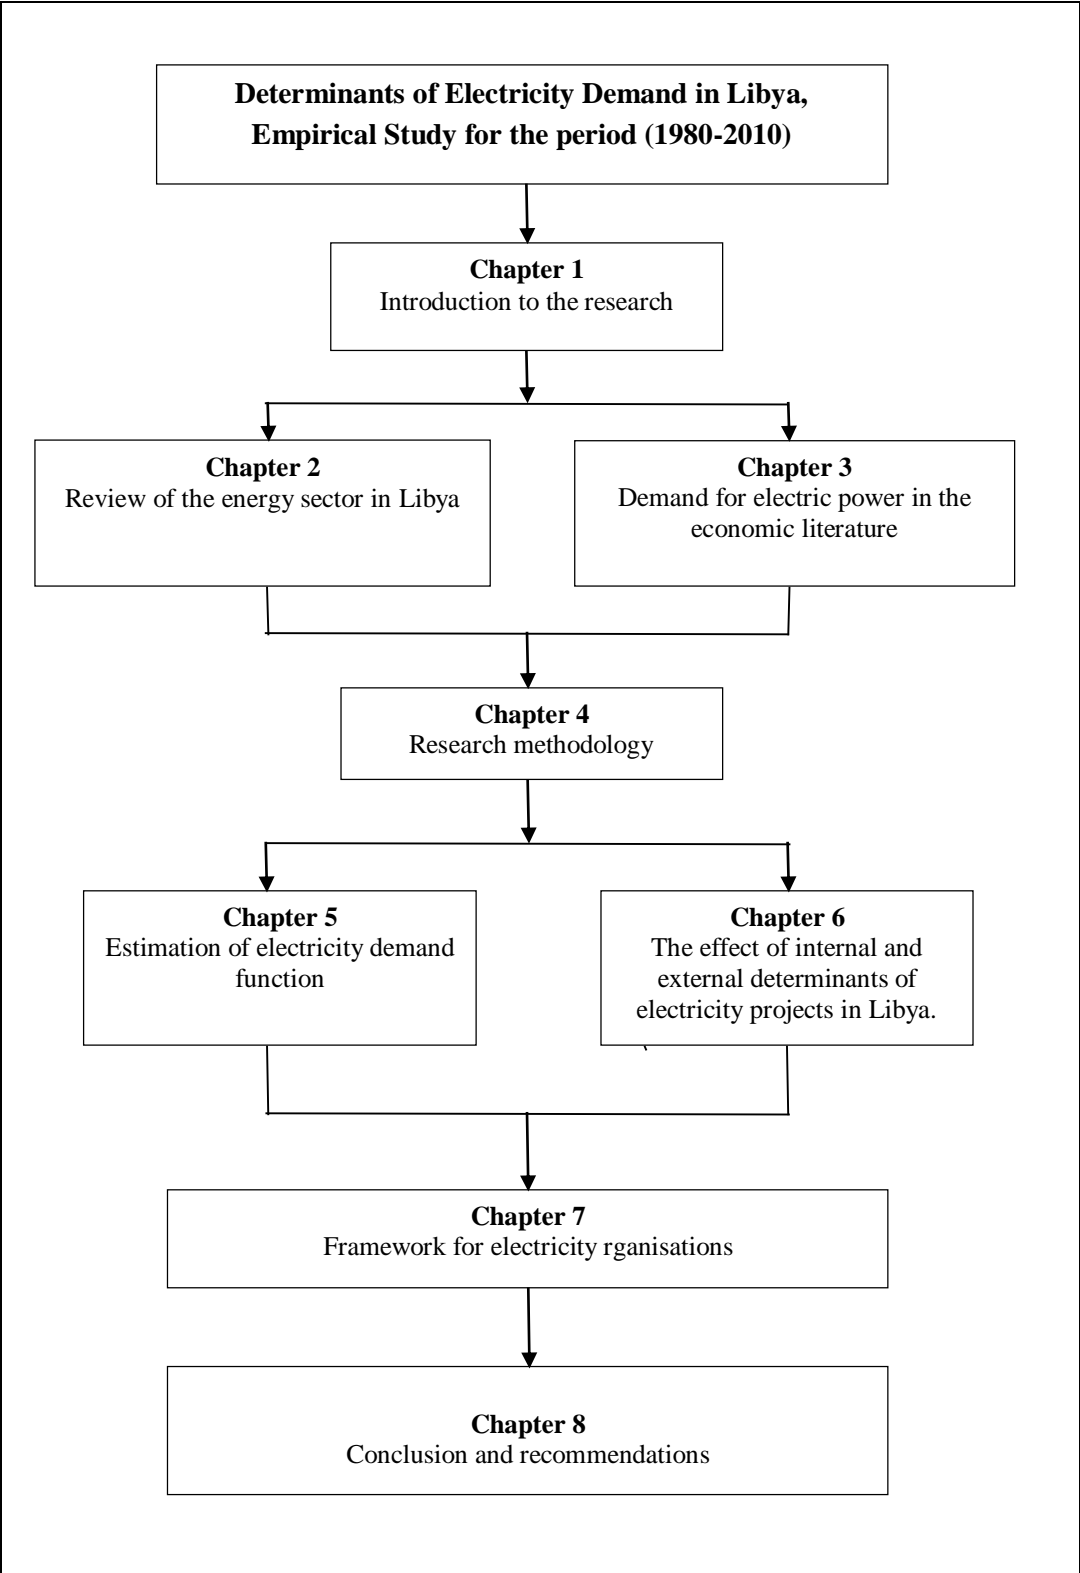 Determinants of Electricity Demand in Libya,
Empirical Study for the period (1980-2010)
Chapter 1
Introduction to the research
Chapter 2
Review of the energy sector in Libya
Chapter 3
Demand for electric power in the
economic literature
Chapter 4
Research methodology
Chapter 5
Estimation of electricity demand
function
Chapter 6
The effect of internal and
external determinants of
electricity projects in Libya.
Chapter 7
Framework for electricity rganisations
Chapter 8
Conclusion and recommendations